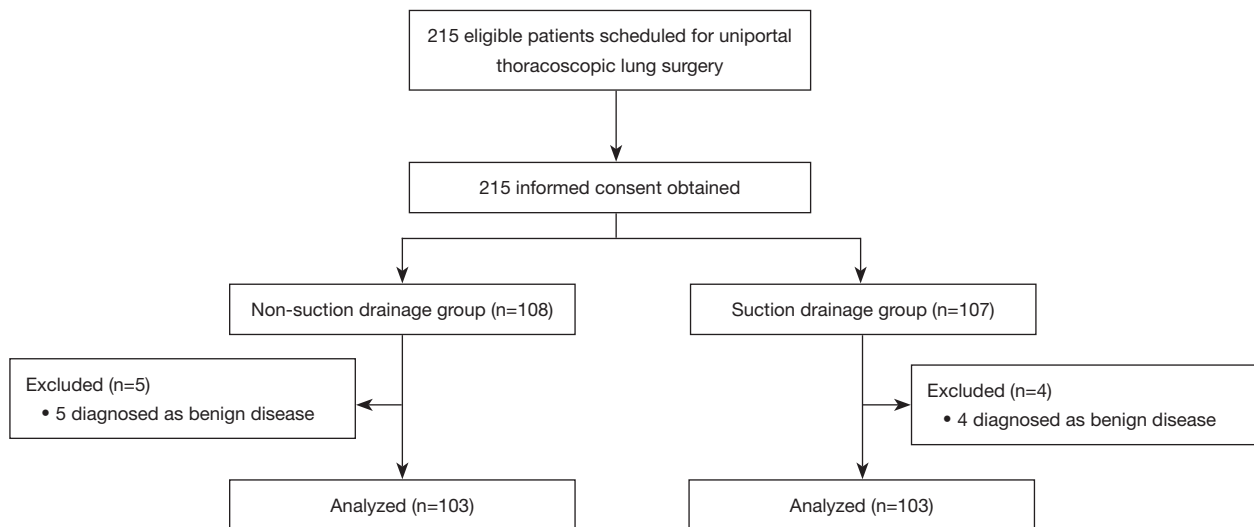 215 eligible patients scheduled for uniportal
thoracoscopic lung surgery
215 informed consent obtained
Non-suction drainage group (n=108)
Suction drainage group (n=107)
Excluded (n=5)
• 5 diagnosed as benign disease
Excluded (n=4)
• 4 diagnosed as benign disease
Analyzed (n=103)
Analyzed (n=103)